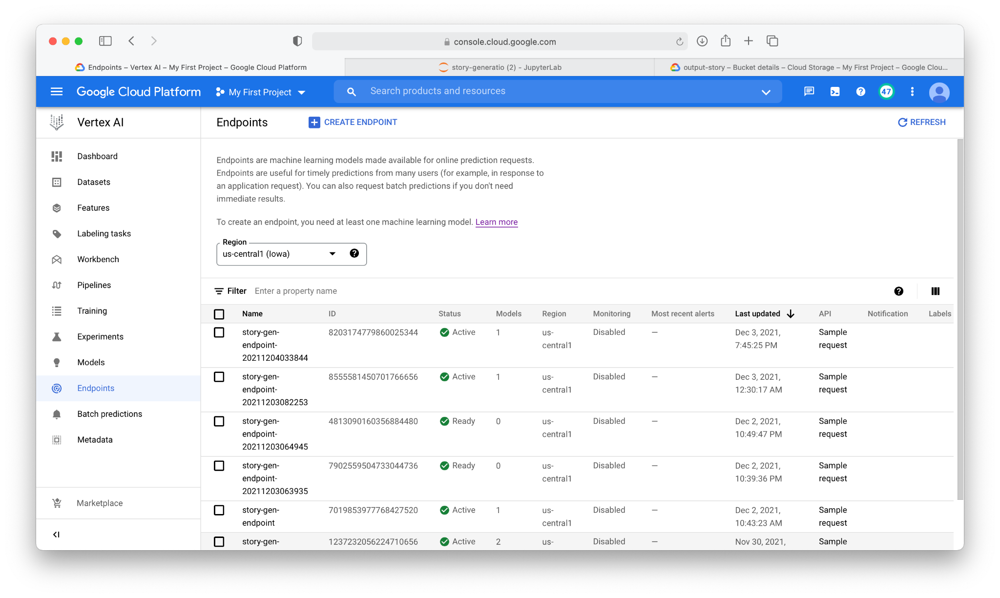 console.cloud.google.com
Endpoints – Vertex AI – My First Project – Google Cloud Platform
story-generatio (2) - JupyterLab
output-story – Bucket details – Cloud Storage – My First Project – Google Clou...
Google Cloud Platform
My First Project
Search products and resources
47
Vertex AI
Endpoints
CREATE ENDPOINT
REFRESH
Dashboard
Datasets
Features
Labeling tasks
Workbench
Pipelines
Training
Experiments
Models
Endpoints
Batch predictions
Metadata
Marketplace
Endpoints are machine learning models made available for online prediction requests.
Endpoints are useful for timely predictions from many users (for example, in response to
an application request). You can also request batch predictions if you don't need
immediate results.
To create an endpoint, you need at least one machine learning model. Learn more
Region
us-central1 (Iowa)
Filter Enter a property name
Name ID Status Models Region Monitoring Most recent alerts Last updated API Notification Labels
story-gen- 8203174779860025344 Active 1 us- Disabled — Dec 3, 2021, Sample
endpoint- central1 7:45:25 PM request
20211204033844
story-gen- 8555581450701766656 Active 1 us- Disabled — Dec 3, 2021, Sample
endpoint- central1 12:30:17 AM request
20211203082253
story-gen- 4813090160356884480 Ready 0 us- Disabled — Dec 2, 2021, Sample
endpoint- central1 10:49:47 PM request
20211203064945
story-gen- 7902559504733044736 Ready 0 us- Disabled — Dec 2, 2021, Sample
endpoint- central1 10:39:36 PM request
20211203063935
story-gen- 7019853977768427520 Active 1 us- Disabled — Dec 2, 2021, Sample
endpoint central1 10:43:23 AM request
story-gen- 1237232056224710656 Active 2 us- Disabled — Nov 30, 2021, Sample